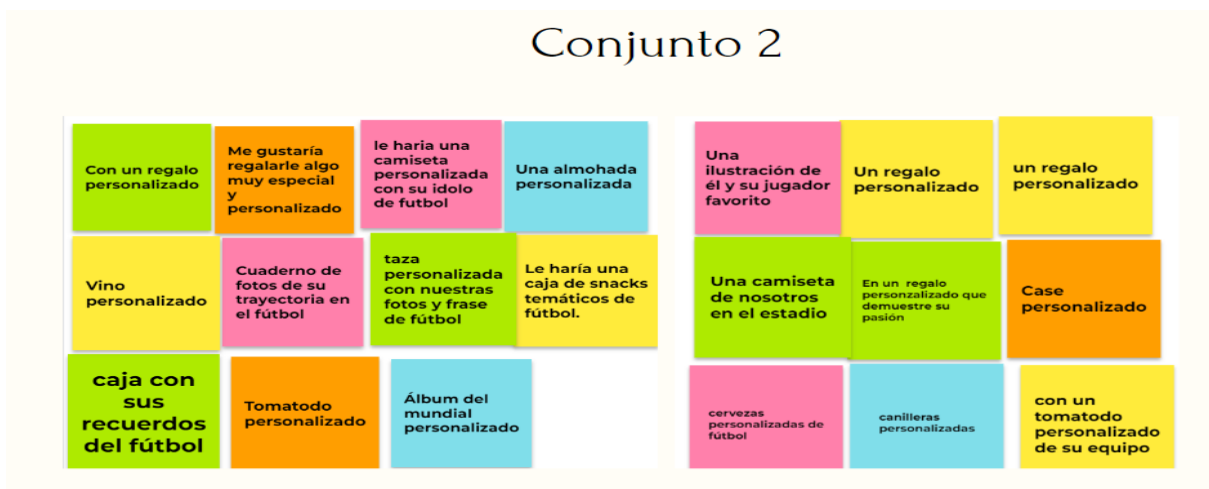 Conjunto 2
Con un regalo
personalizado
Me gustaría
regalarle algo
muy especial
y
personalizado
le haria una
camiseta
personalizada
con su idolo
de futbol
Una almohada
personalizada
Vino
personalizado
Cuaderno de
fotos de su
trayectoria en
el fútbol
taza
personalizada
con nuestras
fotos y frase
de fútbol
Le haría una
caja de snacks
temáticos de
fútbol.
caja con
sus
recuerdos
del fútbol
Tomatodo
personalizado
Álbum del
mundial
personalizado
Una
ilustración de
él y su jugador
favorito
Un regalo
personalizado
un regalo
personalizado
Una camiseta
de nosotros
en el estadio
En un regalo
personzalizado que
demuestre su
pasión
Case
personalizado
cervezas
personalizadas de
fútbol
canilleras
personalizadas
con un
tomatodo
personalizado
de su equipo